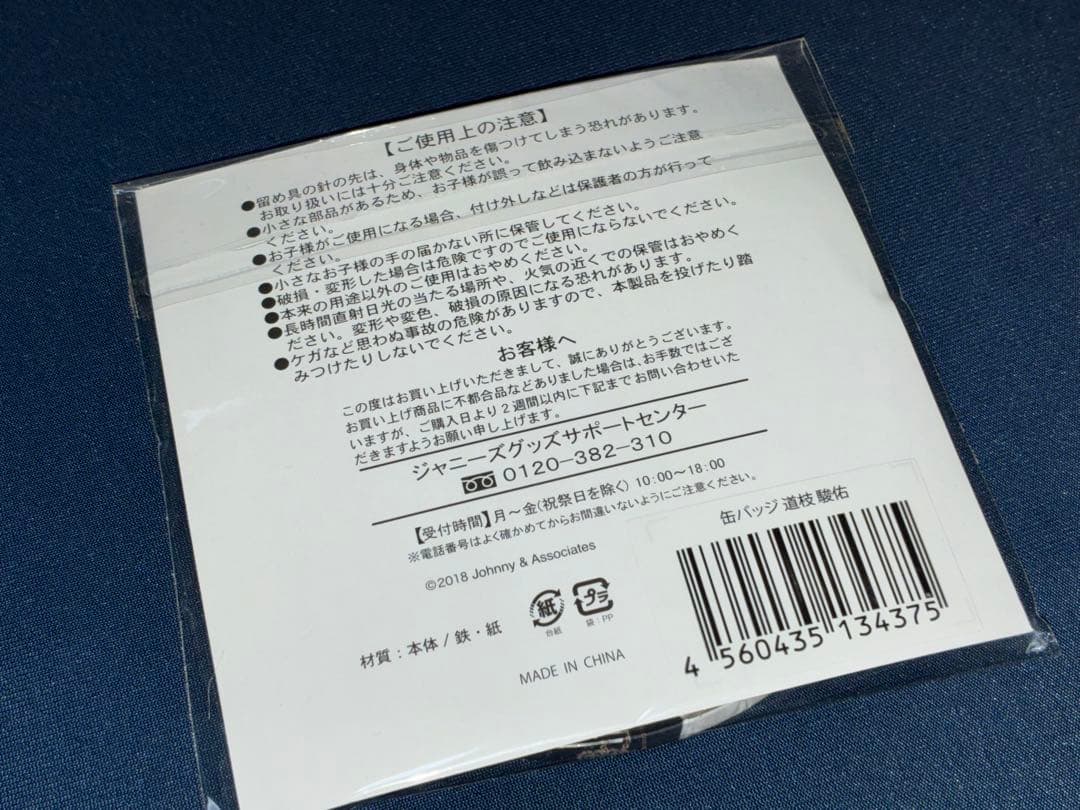 【ご使用上の注意】
●留め具の針の先は、身体や物品を傷つけてしまう恐れがあります。
お取り扱いには十分ご注意ください。
●小さな部品があるため、お子様が誤って飲み込まないようご注意
ください。
●お子様がご使用になる場合、付け外しなどは保護者の方が行って
ください。
●小さなお子様の手の届かない所に保管してください。
●破損・変形した場合は危険ですのでご使用にならないでください。
●本来の用途以外のご使用はおやめください。
●長時間直射日光の当たる場所や、火気の近くでの保管はおやめく
ださい。変形や変色、破損の原因になる恐れがあります。
●ケガなど思わぬ事故の危険がありますので、本製品を投げたり踏
みつけたりしないでください。
お客様へ
この度はお買い上げいただきまして、誠にありがとうございます。
お買い上げ商品に不都合品などありました場合は、お手数ではござ
いますが、ご購入日より2週間以内に下記までお問い合わせいた
だきますようお願い申し上げます。
ジャニーズグッズサポートセンター
0120-382-310
【受付時間】月~金(祝祭日を除く) 10:00~18:00
※電話番号はよく確かめてからお間違いないようにご注意ください。
©2018 Johnny & Associates
紙
台紙
プラ
袋:PP
材質:本体 / 鉄・紙
MADE IN CHINA
缶バッジ 道枝 駿佑
4 560435 134375